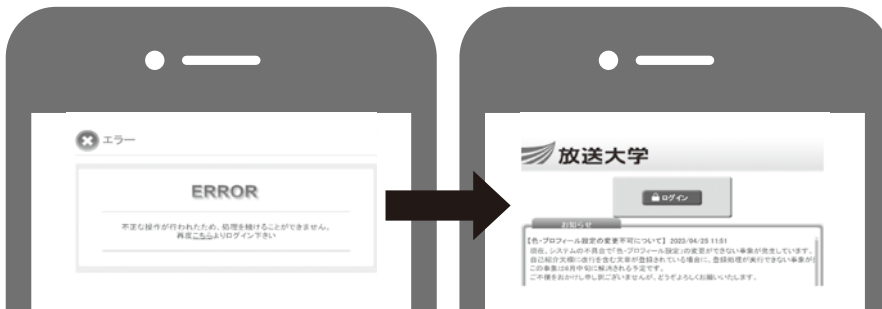 エラー
ERROR
不正な操作が行われたため、処理を続けることができません。
再度こちらよりログイン下さい
放送大学
ログイン
お知らせ
【色・プロフィール設定の変更不可について】 2023/04/25 11:51
現在、システムの不具合で「色・プロフィール設定」の変更ができない事象が発生しています。
自己紹介文欄に改行を含む文章が登録されている場合に、登録処理が実行できない事象が
この事象は6月中旬に解消される予定です。
ご不便をおかけし申し訳ございませんが、どうぞよろしくお願いいたします。